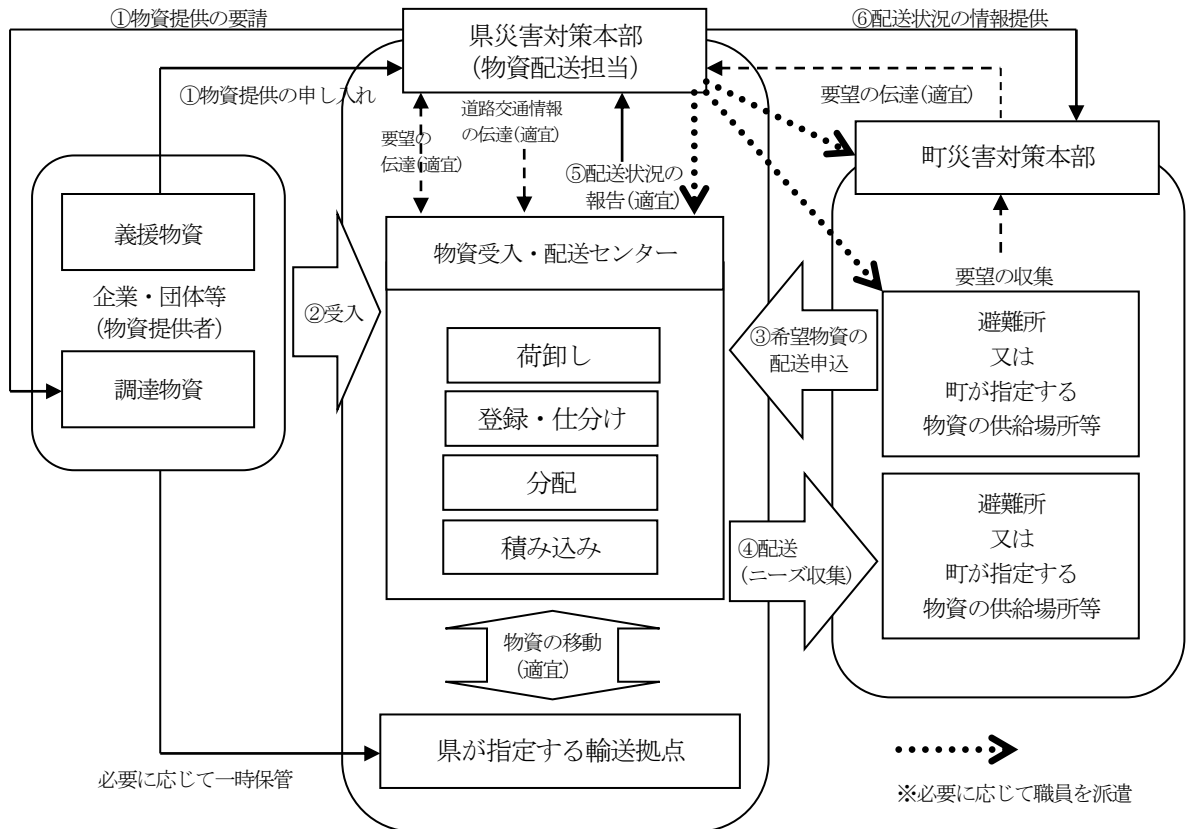 ①物資提供の要請
県災害対策本部
(物資配送担当)
⑥配送状況の情報提供
①物資提供の申し入れ
要望の
伝達(適宜)
道路交通情報
の伝達(適宜)
⑤配送状況の
報告(適宜)
要望の伝達(適宜)
町災害対策本部
義援物資
企業・団体等
(物資提供者)
調達物資
②受入
物資受入・配送センター
荷卸し
登録・仕分け
分配
積み込み
要望の収集
③希望物資の
配送申込
避難所
又は
町が指定する
物資の供給場所等
④配送
(ニーズ収集)
避難所
又は
町が指定する
物資の供給場所等
物資の移動
(適宜)
県が指定する輸送拠点
必要に応じて一時保管
※必要に応じて職員を派遣